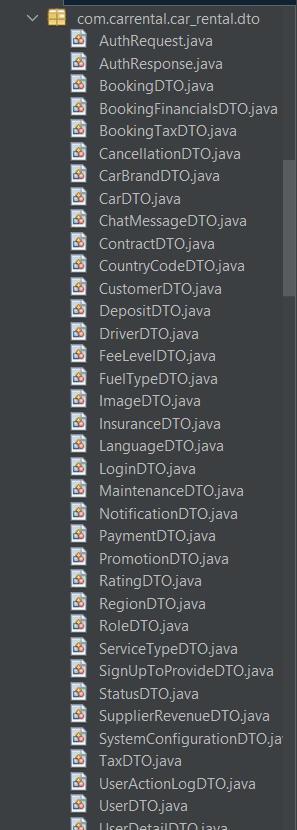 com.carrental.car_rental.dto
AuthRequest.java
AuthResponse.java
BookingDTO.java
BookingFinancialsDTO.java
BookingTaxDTO.java
CancellationDTO.java
CarBrandDTO.java
CarDTO.java
ChatMessageDTO.java
ContractDTO.java
CountryCodeDTO.java
CustomerDTO.java
DepositDTO.java
DriverDTO.java
FeeLevelDTO.java
FuelTypeDTO.java
ImageDTO.java
InsuranceDTO.java
LanguageDTO.java
LoginDTO.java
MaintenanceDTO.java
NotificationDTO.java
PaymentDTO.java
PromotionDTO.java
RatingDTO.java
RegionDTO.java
RoleDTO.java
ServiceTypeDTO.java
SignUpToProvideDTO.java
StatusDTO.java
SupplierRevenueDTO.java
SystemConfigurationDTO.jav
TaxDTO.java
UserActionLogDTO.java
UserDTO.java
UserDetailDTO.java